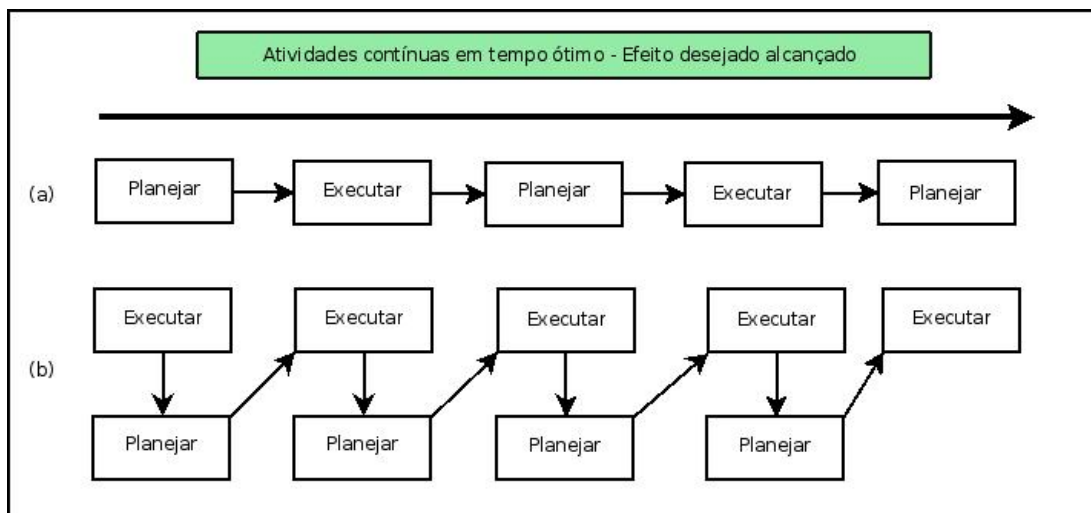 Atividades contínuas em tempo ótimo - Efeito desejado alcançado
(a)
Planejar
Executar
Planejar
Executar
Planejar
(b)
Executar
Executar
Executar
Executar
Executar
Planejar
Planejar
Planejar
Planejar